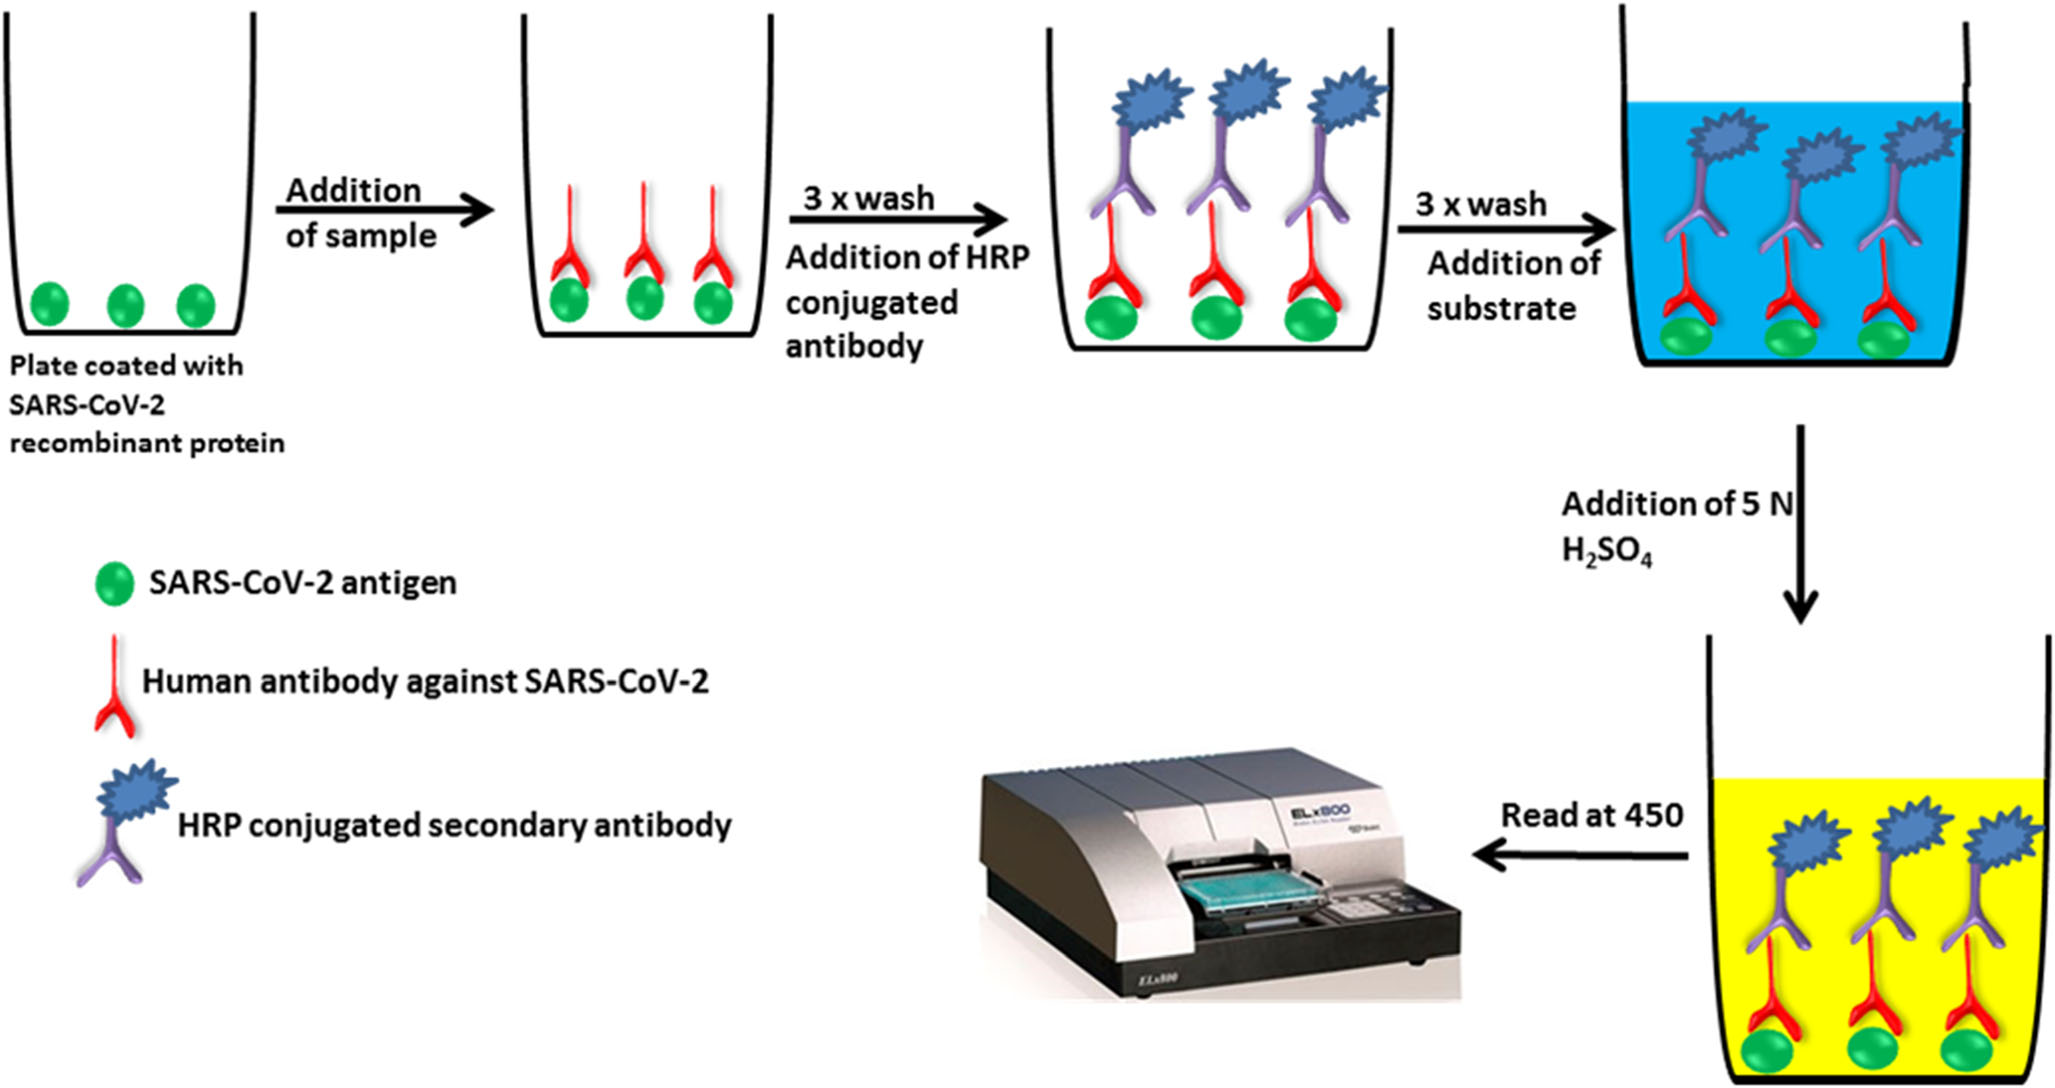 Addition
of sample
3 x wash
Addition of HRP
conjugated
antibody
3 x wash
Addition of
substrate
Plate coated with
SARS-CoV-2
recombinant protein
Addition of 5 N
H₂SO₄
SARS-CoV-2 antigen
Human antibody against SARS-CoV-2
HRP conjugated secondary antibody
Read at 450
ELx800
ELx800